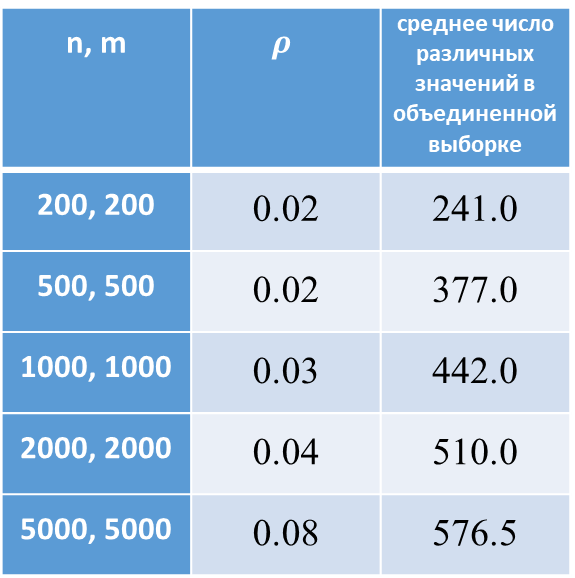 n, m
ρ
среднее число
различных
значений в
объединенной
выборке
200, 200
0.02
241.0
500, 500
0.02
377.0
1000, 1000
0.03
442.0
2000, 2000
0.04
510.0
5000, 5000
0.08
576.5